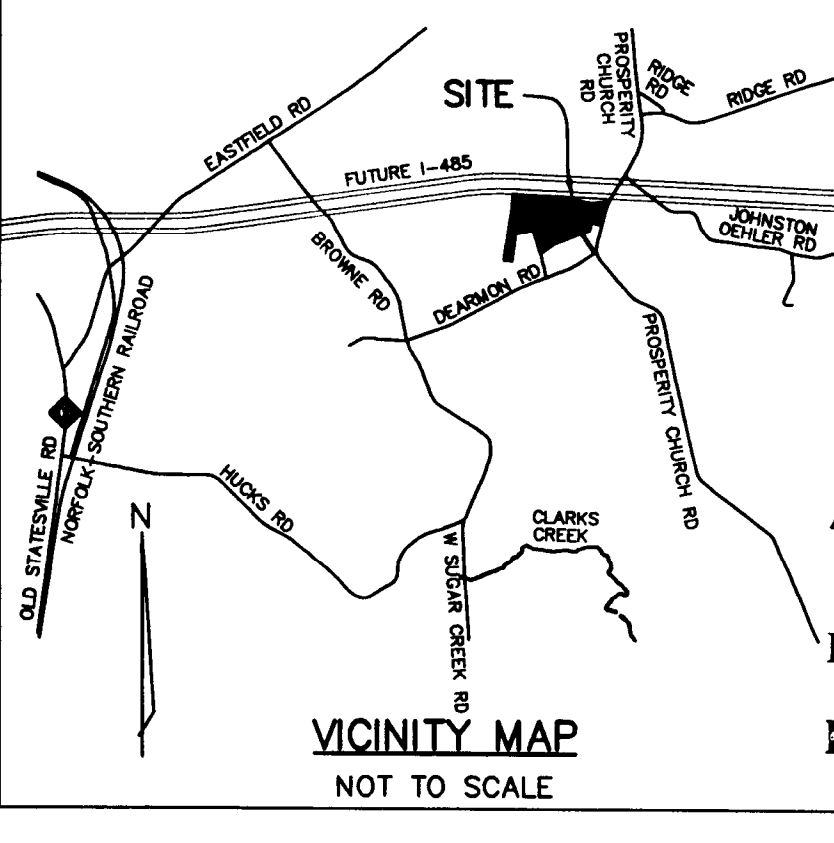 PROSPERITY
CHURCH
RD
RIDGE
RD
RIDGE RD
SITE
EASTFIELD RD
FUTURE I-485
JOHNSTON
OEHLER RD
BROWNE RD
DEARMON RD
NORFOLK-SOUTHERN RAILROAD
PROSPERITY CHURCH RD
OLD STATESVILLE RD
HUCKS RD
N
CLARKS
CREEK
W SUGAR CREEK RD
VICINITY MAP
NOT TO SCALE